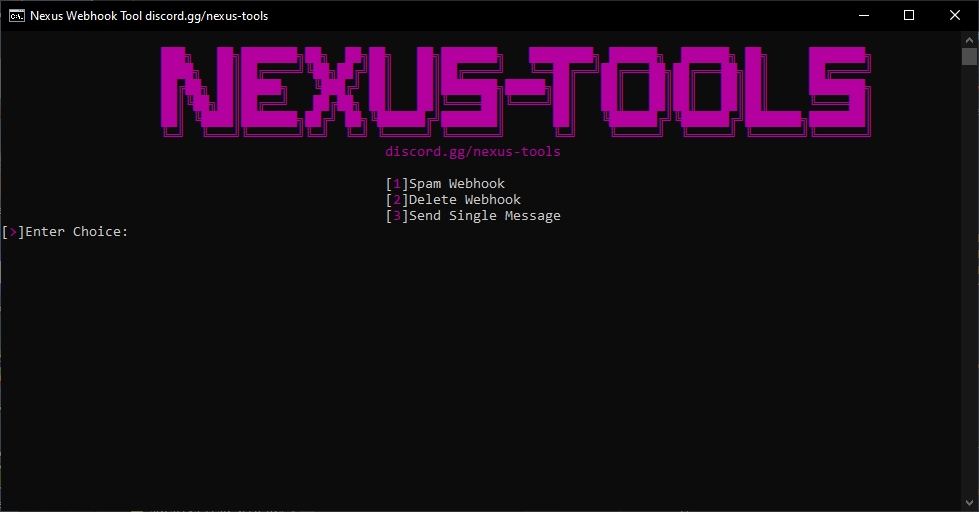 Nexus Webhook Tool discord.gg/nexus-tools
NEXUS-TOOLS
discord.gg/nexus-tools
[1]Spam Webhook
[2]Delete Webhook
[3]Send Single Message
[>]Enter Choice: